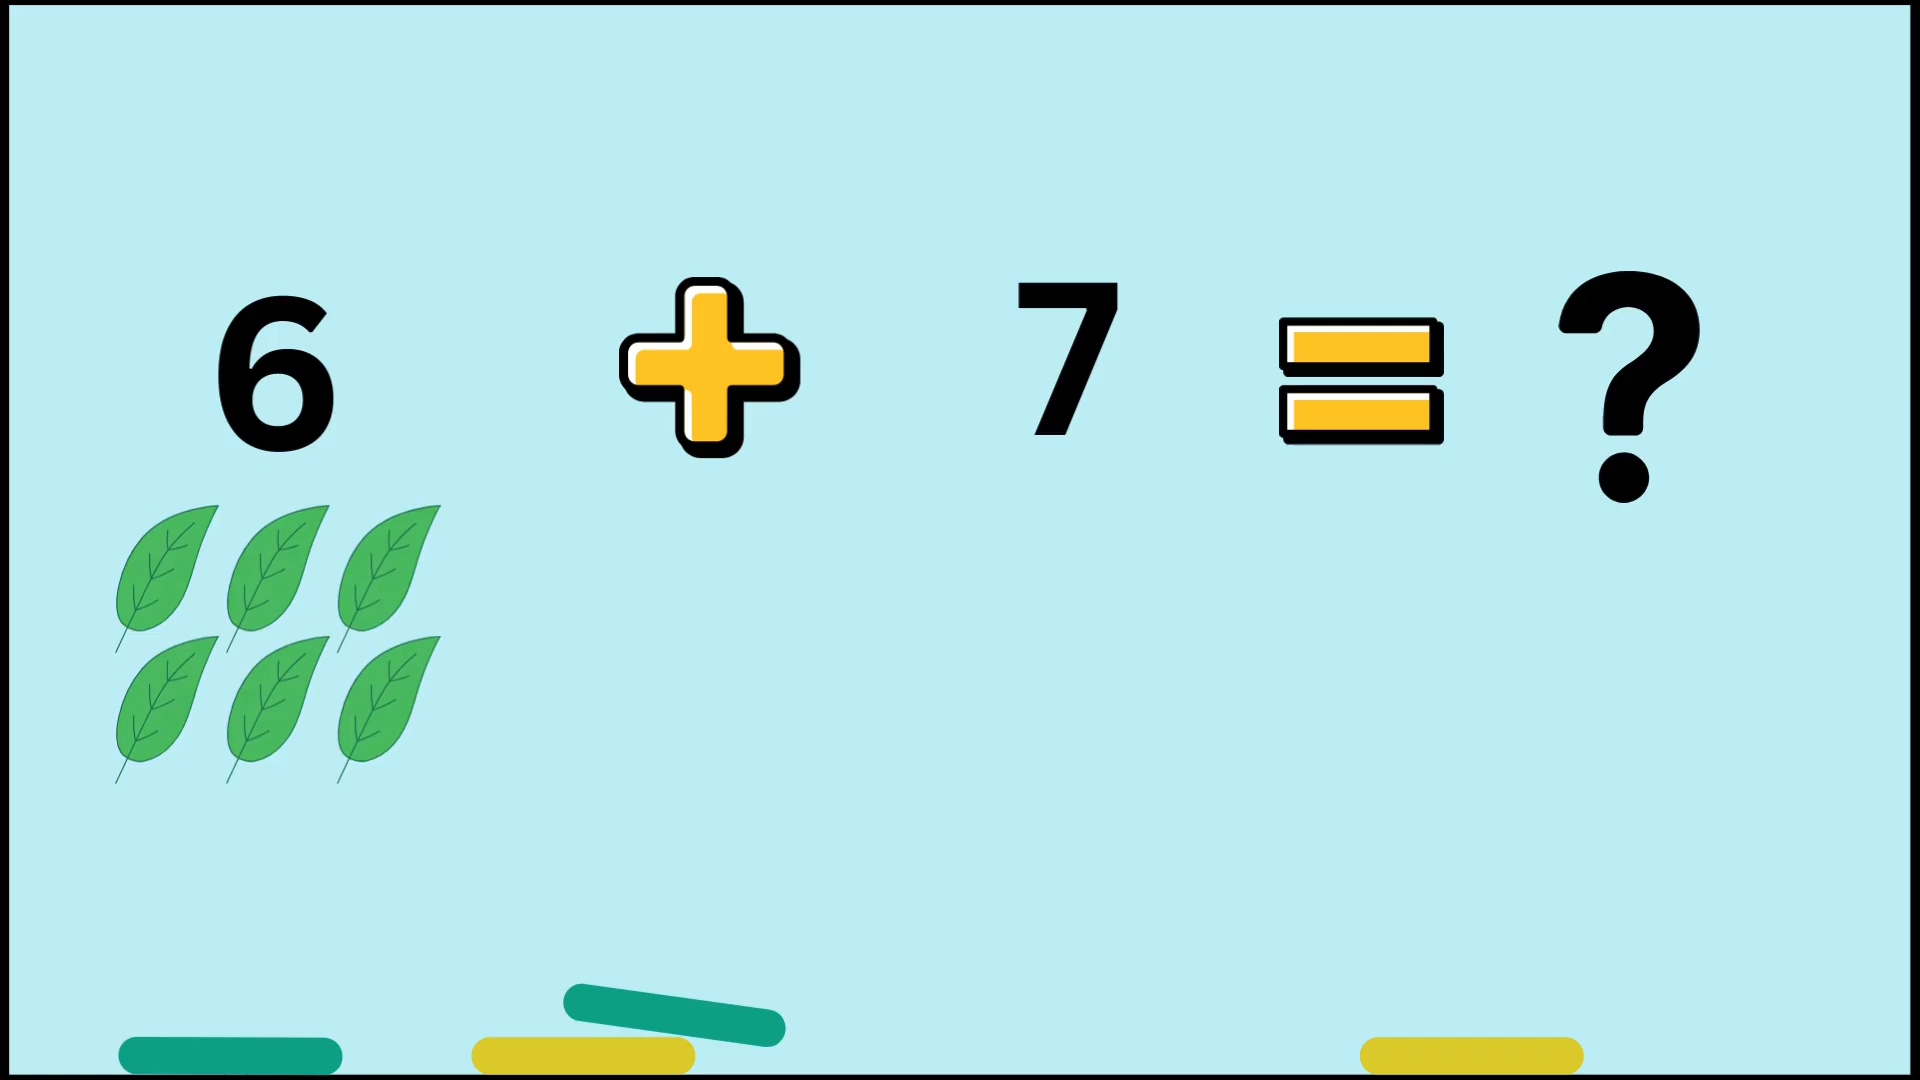 6 + 7 = ?